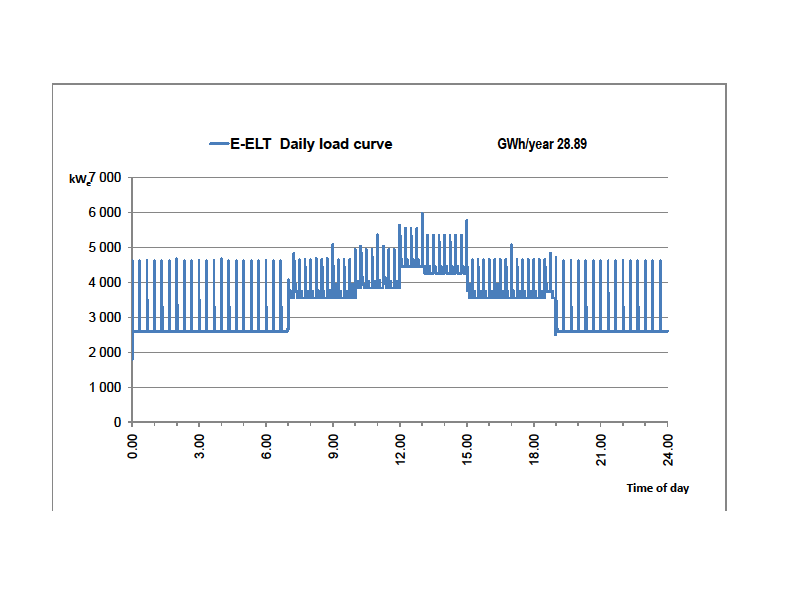 E-ELT Daily load curve GWh/year 28.89
kWe 7 000
6 000
5 000
4 000
3 000
2 000
1 000
0
0.00 3.00 6.00 9.00 12.00 15.00 18.00 21.00 24.00
Time of day